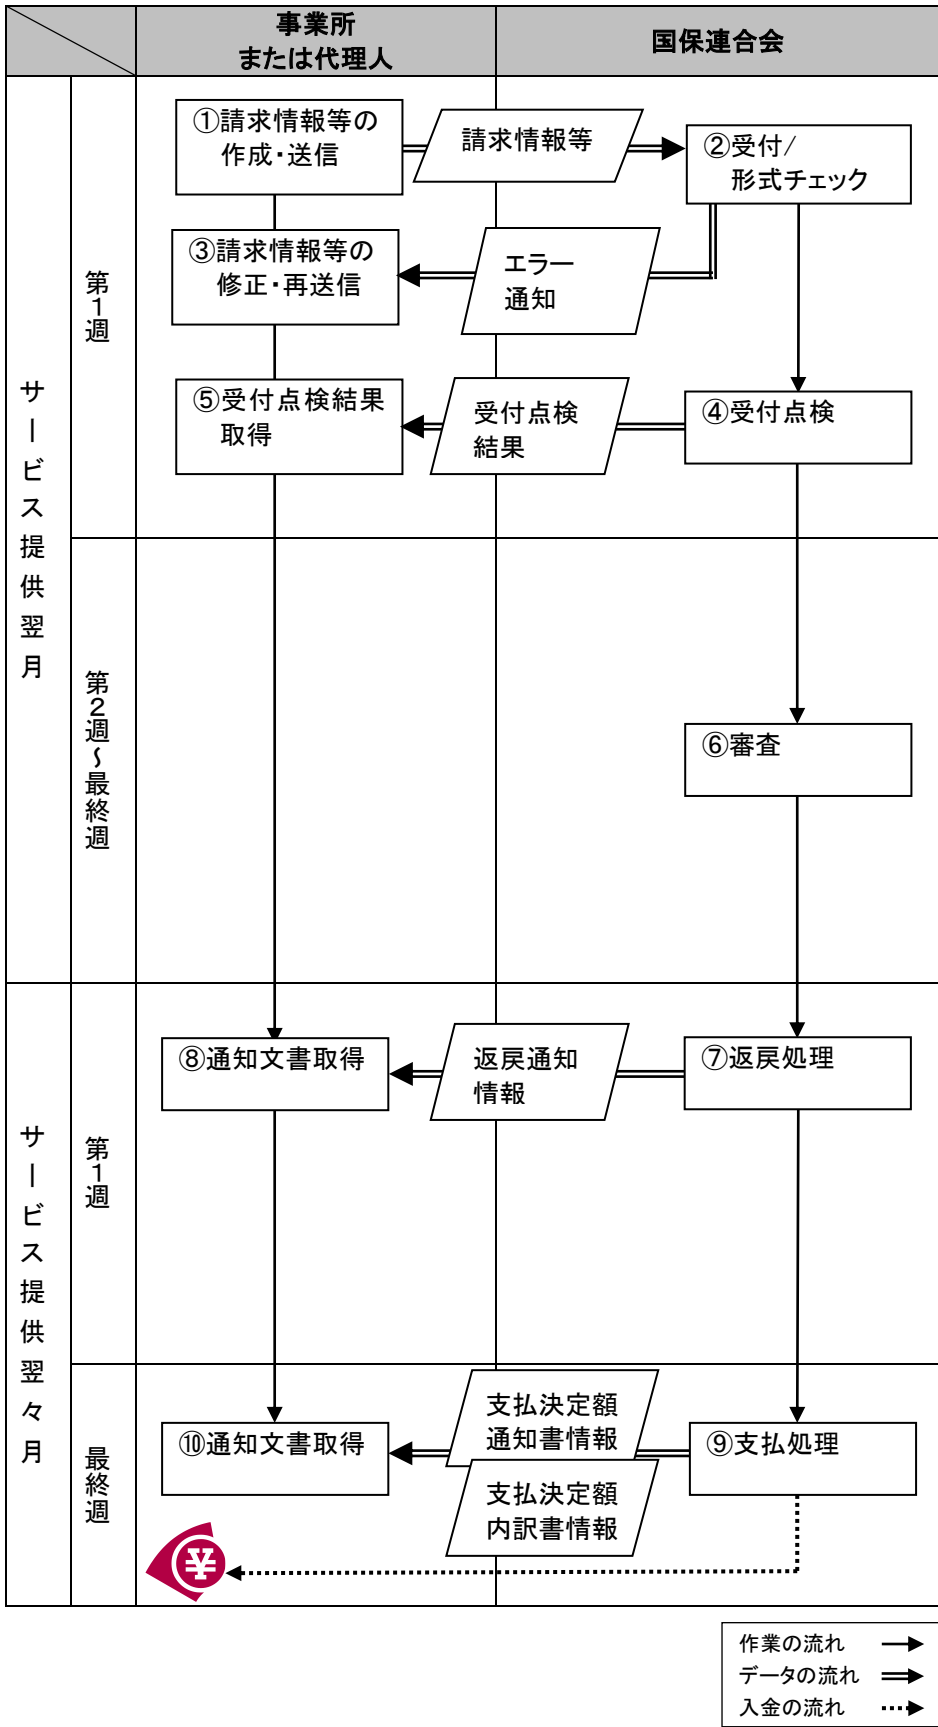 事業所
または代理人
国保連合会
サービス提供翌月
第1週
①請求情報等の
作成・送信
請求情報等
②受付/
形式チェック
③請求情報等の
修正・再送信
エラー
通知
⑤受付点検結果
取得
受付点検
結果
④受付点検
第2週～最終週
⑥審査
サービス提供翌々月
第1週
⑧通知文書取得
返戻通知
情報
⑦返戻処理
最終週
⑩通知文書取得
支払決定額
通知書情報
支払決定額
内訳書情報
⑨支払処理
¥
作業の流れ
データの流れ
入金の流れ